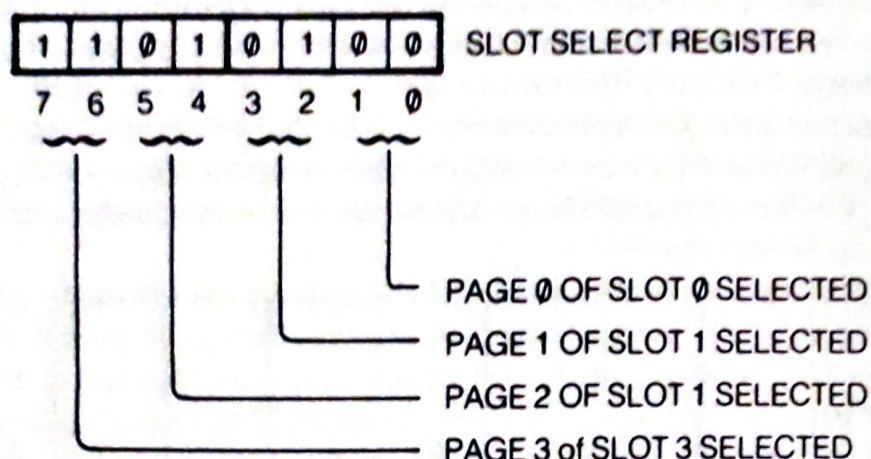 1 1 Ø 1 Ø 1 Ø Ø SLOT SELECT REGISTER
7 6 5 4 3 2 1 Ø
PAGE Ø OF SLOT Ø SELECTED
PAGE 1 OF SLOT 1 SELECTED
PAGE 2 OF SLOT 1 SELECTED
PAGE 3 of SLOT 3 SELECTED